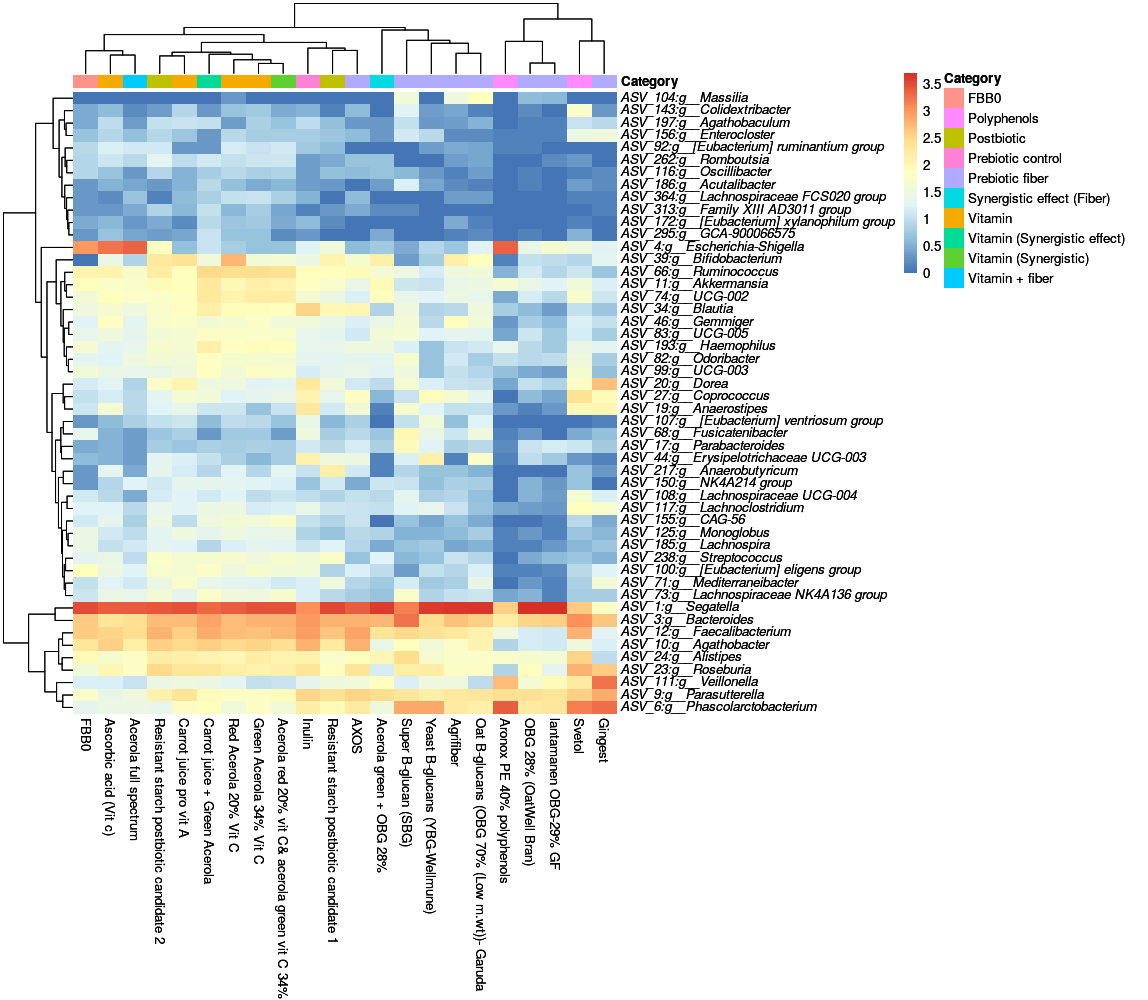 Category
ASV_104:g__Massilia
ASV_143:g__Colidextribacter
ASV_197:g__Agathobaculum
ASV_156:g__Enterocloster
ASV_92:g__[Eubacterium] ruminantium group
ASV_262:g__Romboutsia
ASV_116:g__Oscillibacter
ASV_186:g__Acutalibacter
ASV_364:g__Lachnospiraceae FCS020 group
ASV_313:g__Family XIII AD3011 group
ASV_172:g__[Eubacterium] xylanophilum group
ASV_295:g__GCA-900066575
ASV_4:g__Escherichia-Shigella
ASV_39:g__Bifidobacterium
ASV_66:g__Ruminococcus
ASV_11:g__Akkermansia
ASV_74:g__UCG-002
ASV_34:g__Blautia
ASV_46:g__Gemmiger
ASV_83:g__UCG-005
ASV_193:g__Haemophilus
ASV_82:g__Odoribacter
ASV_99:g__UCG-003
ASV_20:g__Dorea
ASV_27:g__Coprococcus
ASV_19:g__Anaerostipes
ASV_107:g__[Eubacterium] ventriosum group
ASV_68:g__Fusicatenibacter
ASV_17:g__Parabacteroides
ASV_44:g__Erysipelotrichaceae UCG-003
ASV_217:g__Anaerobutyricum
ASV_150:g__NK4A214 group
ASV_108:g__Lachnospiraceae UCG-004
ASV_117:g__Lachnoclostridium
ASV_155:g__CAG-56
ASV_125:g__Monoglobus
ASV_185:g__Lachnospira
ASV_238:g__Streptococcus
ASV_100:g__[Eubacterium] eligens group
ASV_71:g__Mediterraneibacter
ASV_73:g__Lachnospiraceae NK4A136 group
ASV_1:g__Segatella
ASV_3:g__Bacteroides
ASV_12:g__Faecalibacterium
ASV_10:g__Agathobacter
ASV_24:g__Alistipes
ASV_23:g__Roseburia
ASV_111:g__Veillonella
ASV_9:g__Parasutterella
ASV_6:g__Phascolarctobacterium
FBB0
Ascorbic acid (Vit c)
Acerola full spectrum
Resistant starch postbiotic candidate 2
Carrot juice pro vit A
Carrot juice + Green Acerola
Red Acerola 20% Vit C
Green Acerola 34% Vit C
Acerola red 20% vit C& acerola green vit C 34%
Inulin
Resistant starch postbiotic candidate 1
AXOS
Acerola green + OBG 28%
Super B-glucan (SBG)
Yeast B-glucans (YBG-Wellmune)
Agrifiber
Oat B-glucans (OBG 70% (Low m.wt))- Garuda
Aronox PE 40% polyphenols
OBG 28% (OatWell Bran)
lantamanen OBG-29% GF
Svetol
Gingest
3.5
3
2.5
2
1.5
1
0.5
0
Category
FBB0
Polyphenols
Postbiotic
Prebiotic control
Prebiotic fiber
Synergistic effect (Fiber)
Vitamin
Vitamin (Synergistic effect)
Vitamin (Synergistic)
Vitamin + fiber